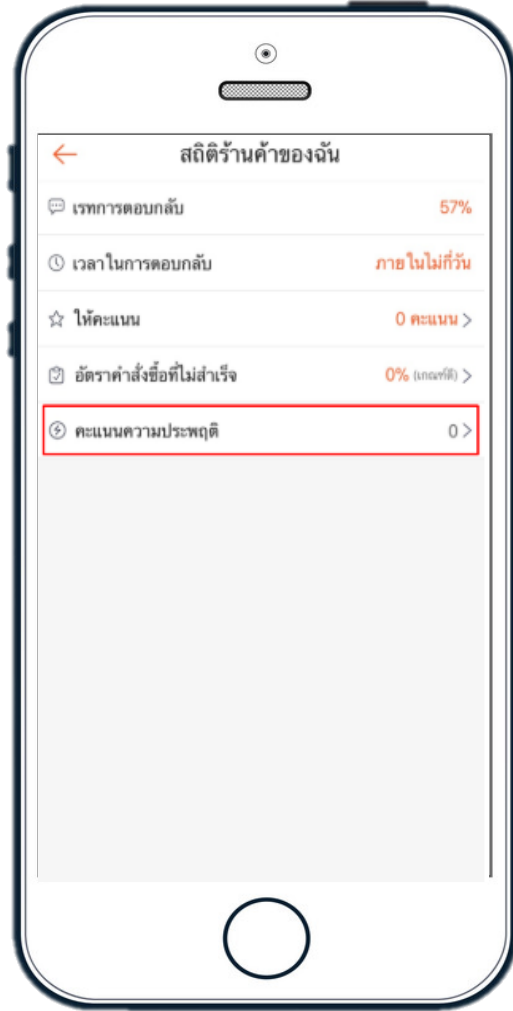 สถิติร้านค้าของฉัน
เรทการตอบกลับ 57%
เวลาในการตอบกลับ ภายในไม่กี่วัน
ให้คะแนน 0 คะแนน >
อัตราคำสั่งซื้อที่ไม่สำเร็จ 0% (เกณฑ์ดี) >
คะแนนความประพฤติ 0 >